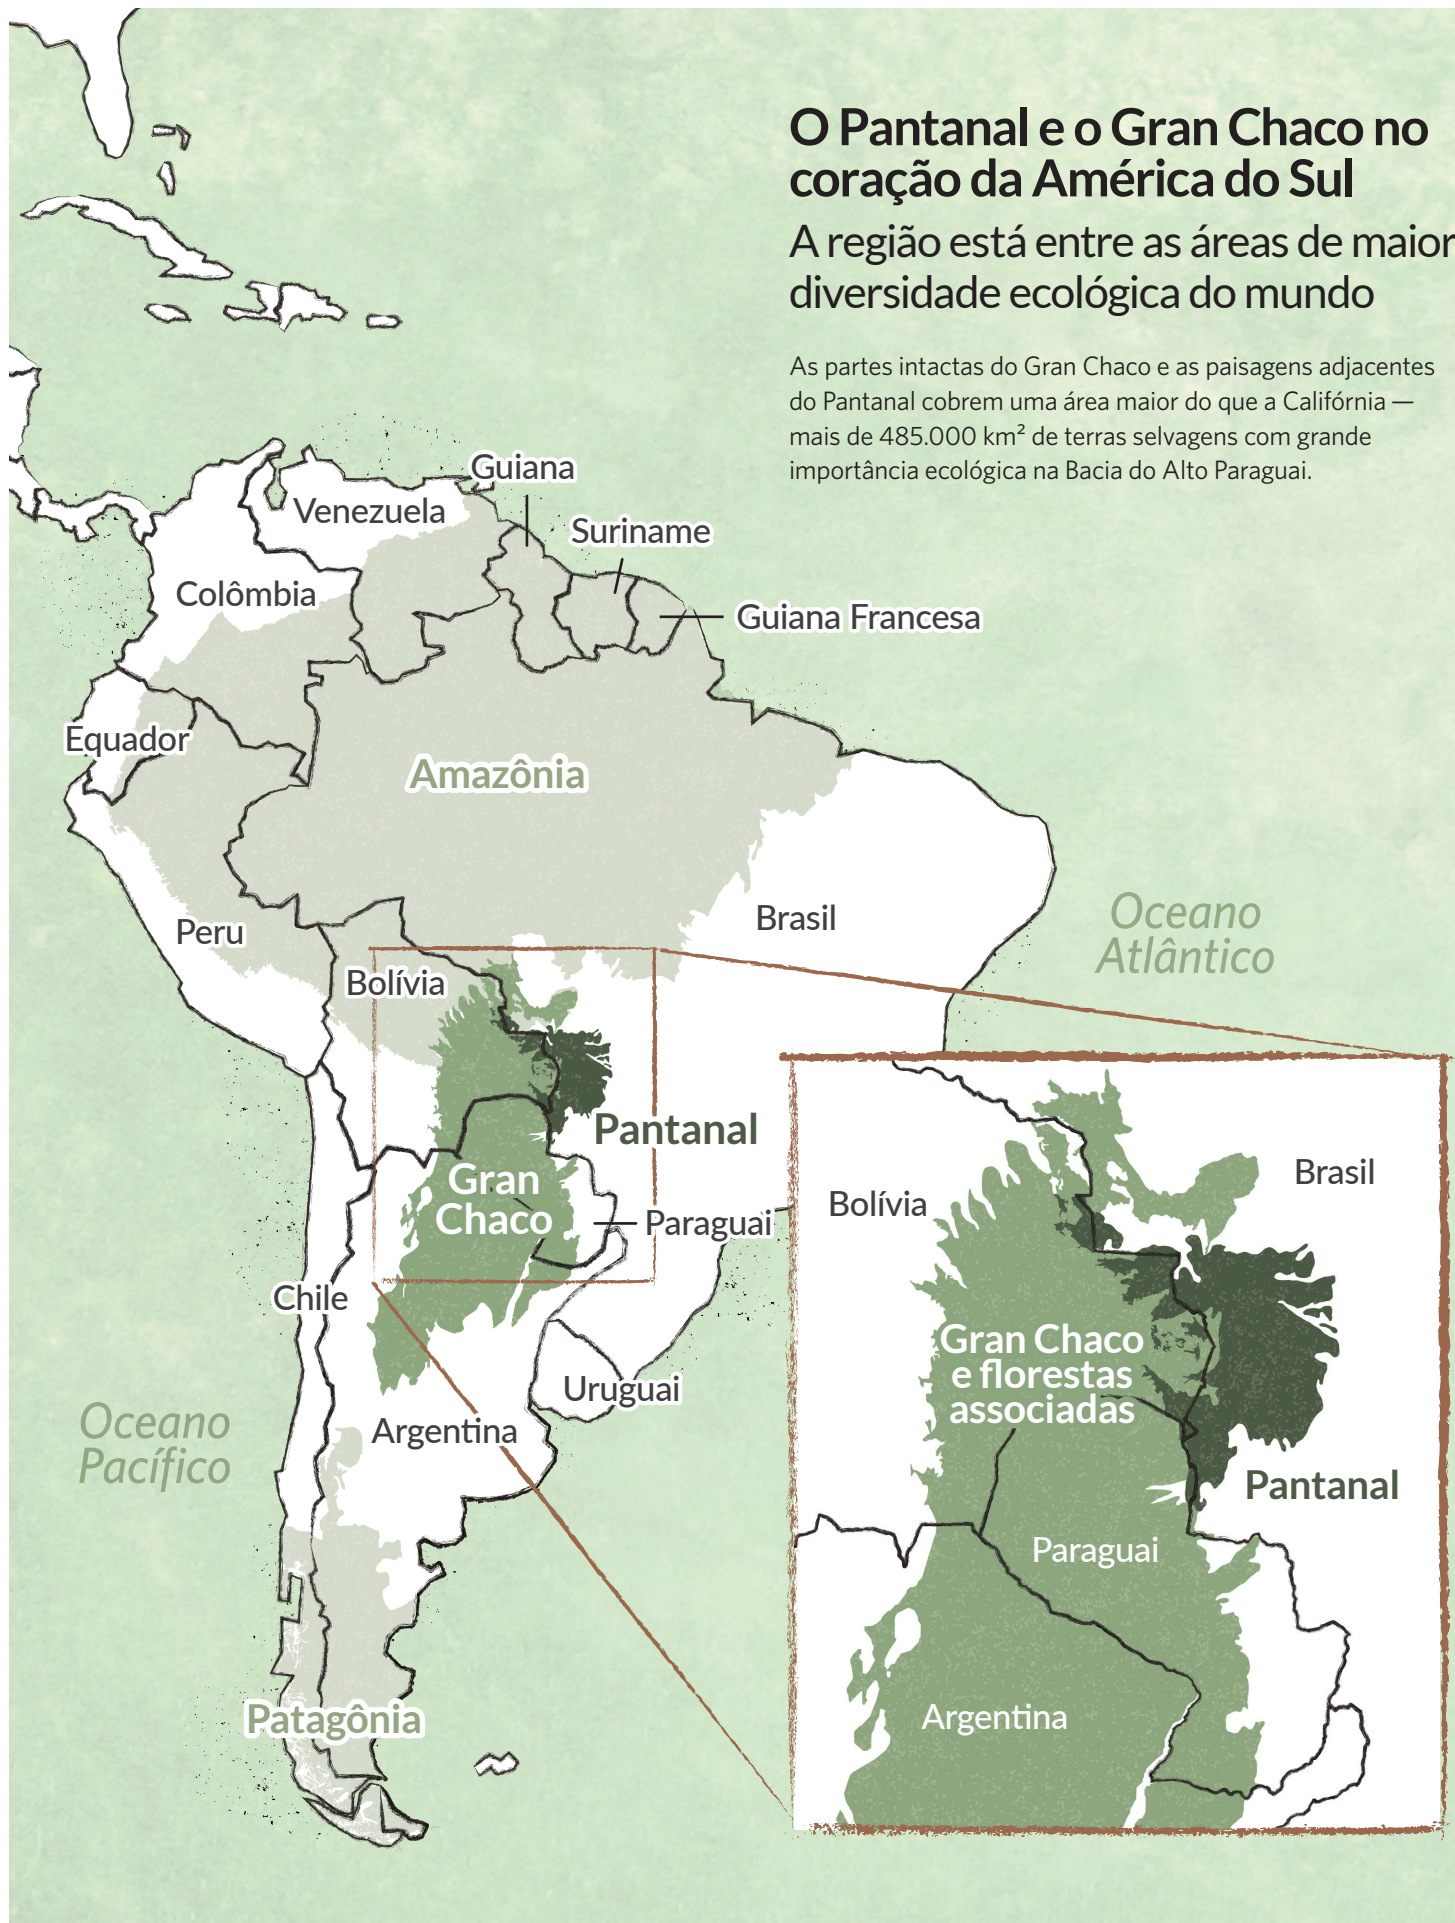 O Pantanal e o Gran Chaco no
coração da América do Sul
A região está entre as áreas de maior
diversidade ecológica do mundo
As partes intactas do Gran Chaco e as paisagens adjacentes
do Pantanal cobrem uma área maior do que a Califórnia —
mais de 485.000 km² de terras selvagens com grande
importância ecológica na Bacia do Alto Paraguai.
Guiana
Venezuela
Suriname
Colômbia
Guiana Francesa
Equador
Amazônia
Peru
Brasil
Oceano
Atlântico
Bolívia
Pantanal
Gran
Chaco
Paraguai
Chile
Uruguai
Argentina
Oceano
Pacífico
Patagônia
Bolívia
Brasil
Gran Chaco
e florestas
associadas
Pantanal
Paraguai
Argentina